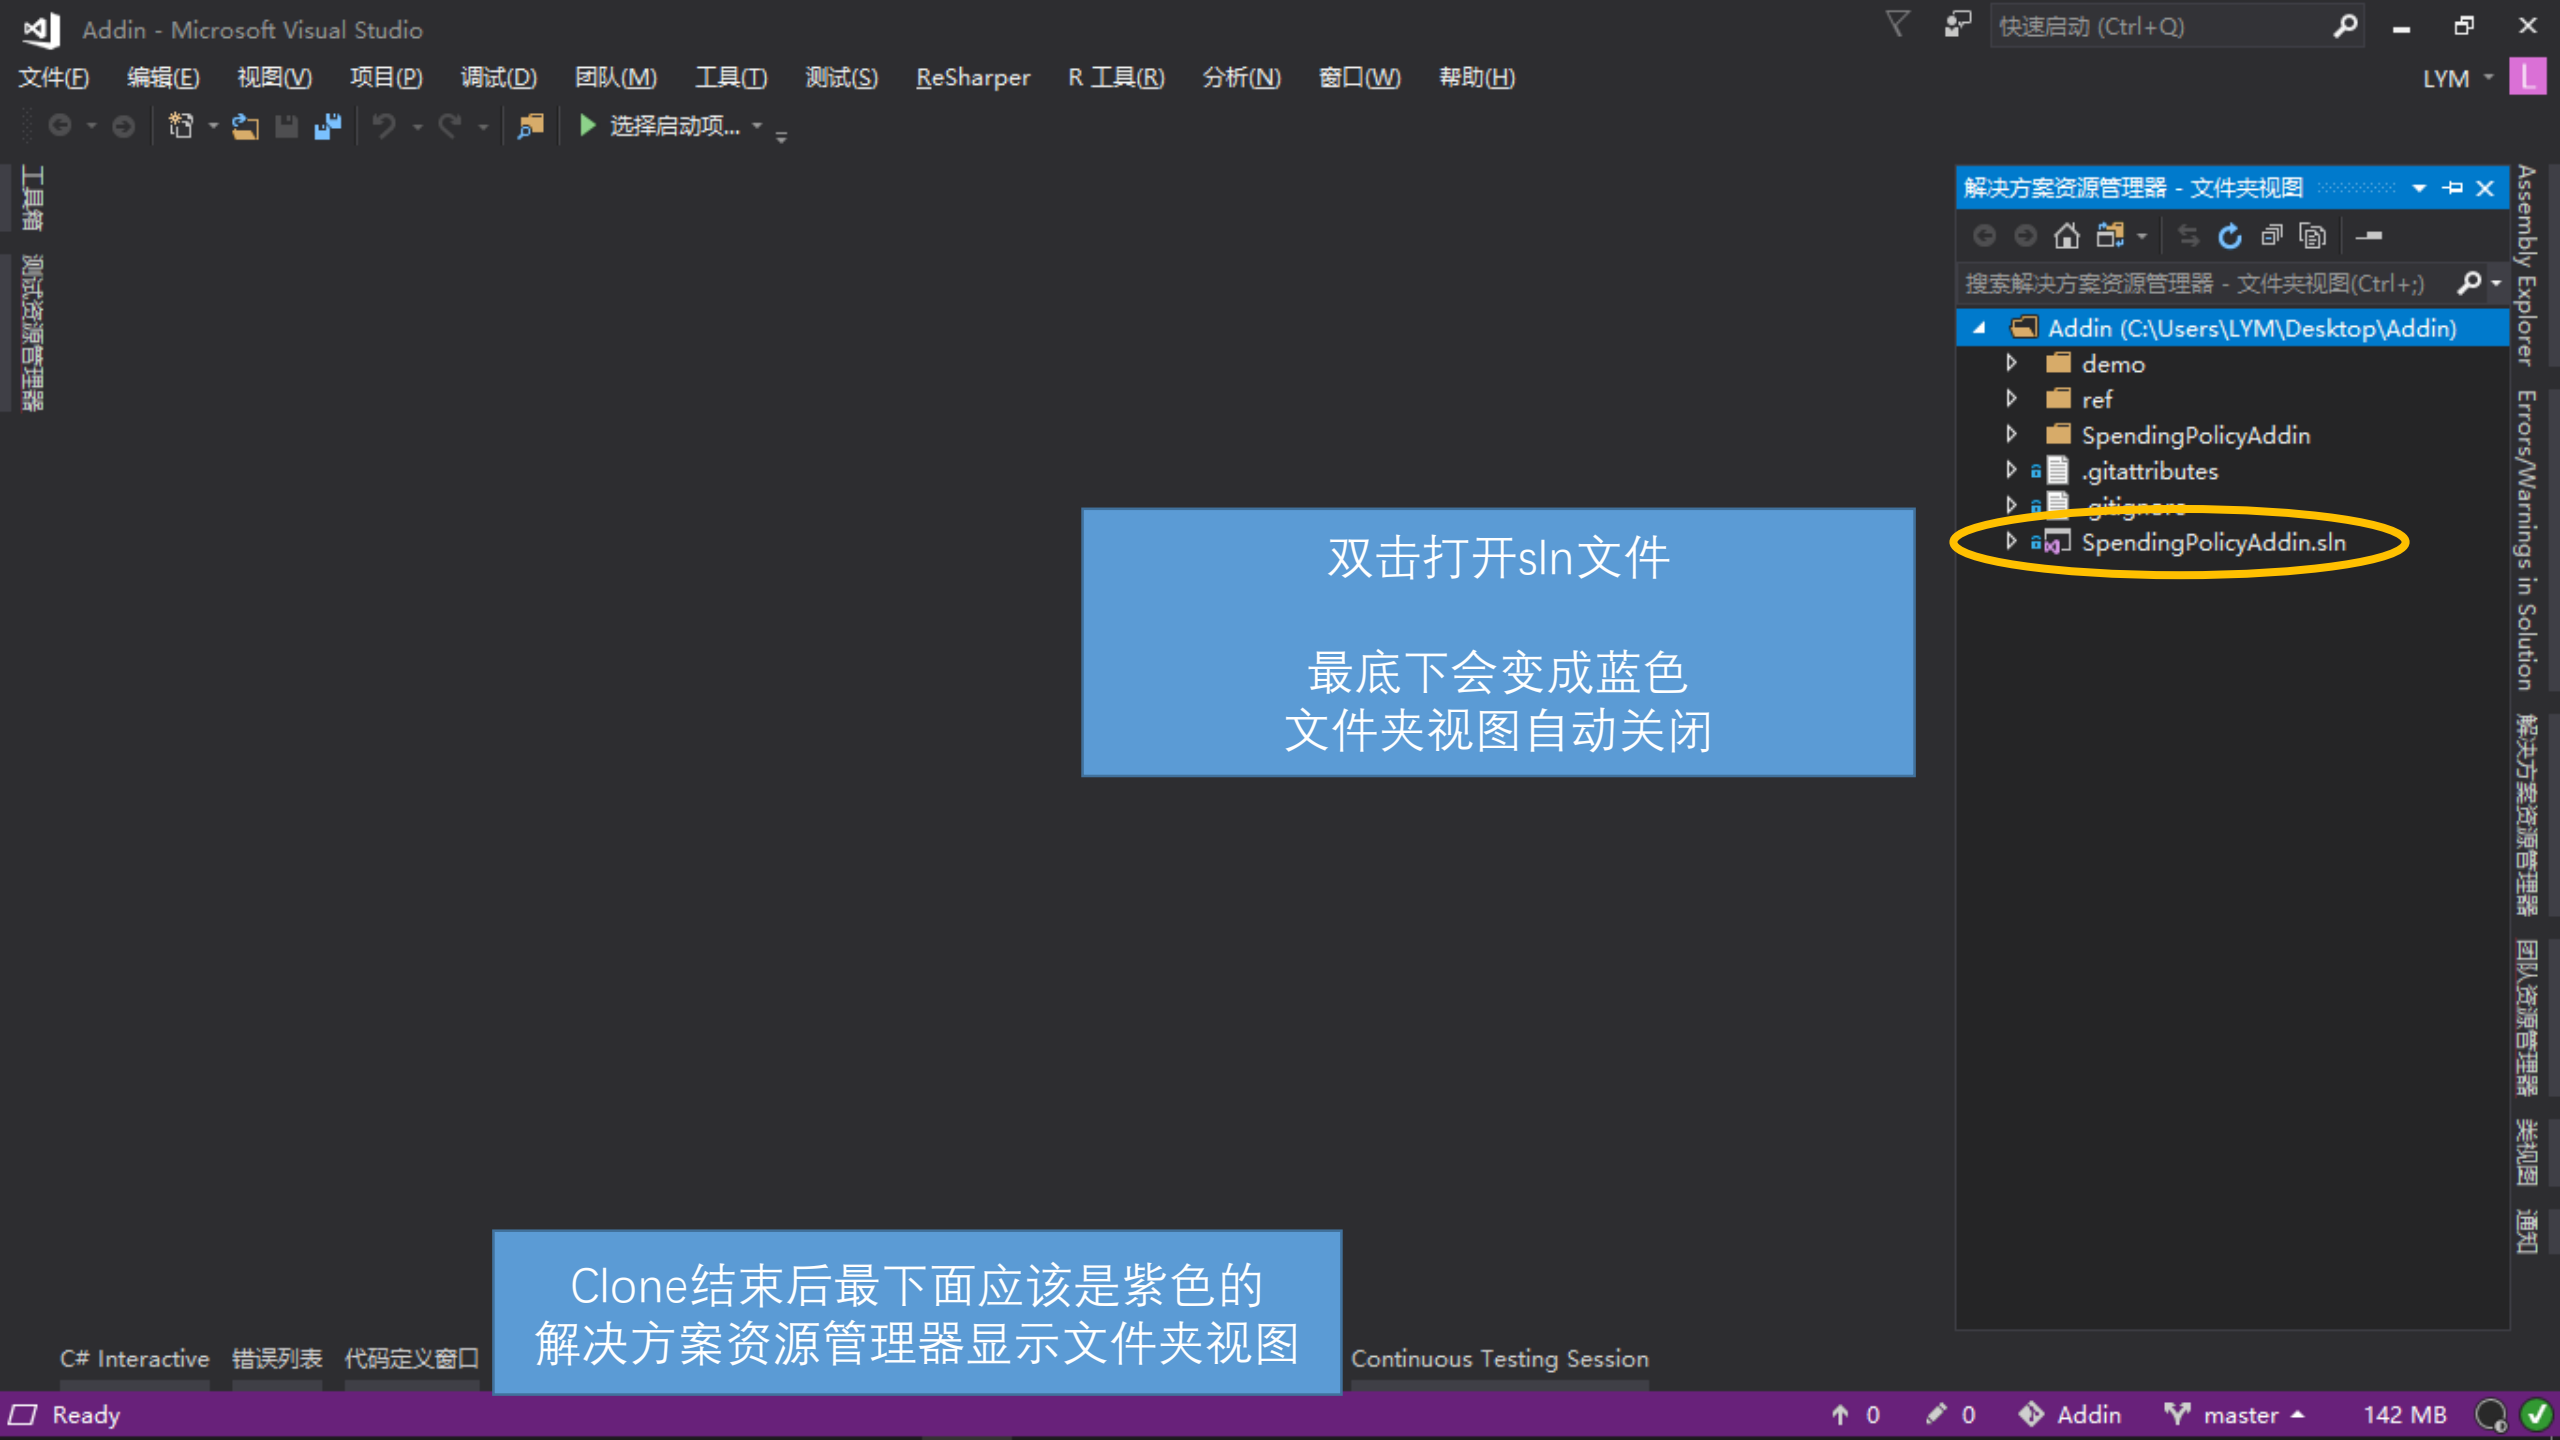 Addin - Microsoft Visual Studio
快速启动 (Ctrl+Q)
文件(F) 编辑(E) 视图(V) 项目(P) 调试(D) 团队(M) 工具(T) 测试(S) ReSharper R 工具(R) 分析(N) 窗口(W) 帮助(H)
LYM L
选择启动项...
工具箱
测试资源管理器
解决方案资源管理器 - 文件夹视图
搜索解决方案资源管理器 - 文件夹视图(Ctrl+;)
Addin (C:\Users\LYM\Desktop\Addin)
demo
ref
SpendingPolicyAddin
.gitattributes
.gitignore
SpendingPolicyAddin.sln
Assembly Explorer
Errors/Warnings in Solution
解决方案资源管理器
团队资源管理器
类视图
通知
双击打开sln文件
最底下会变成蓝色
文件夹视图自动关闭
Clone结束后最下面应该是紫色的
解决方案资源管理器显示文件夹视图
C# Interactive 错误列表 代码定义窗口 Continuous Testing Session
Ready
0 0 Addin master 142 MB